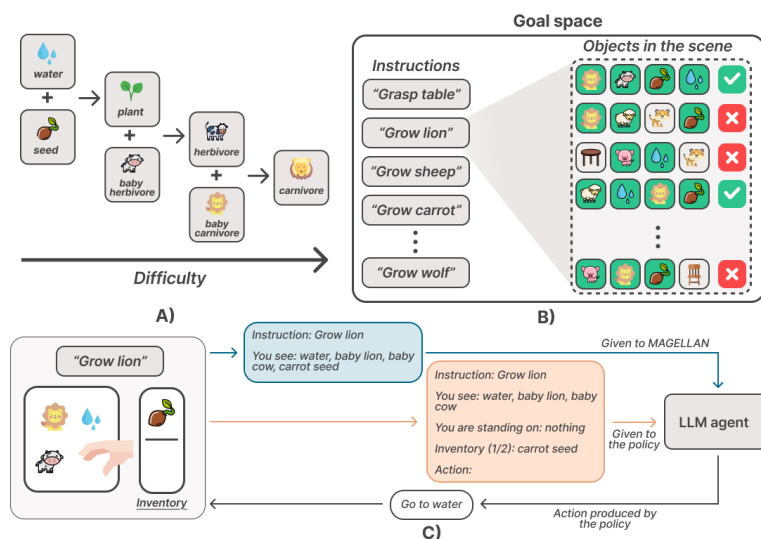 Goal space
Instructions
Objects in the scene
water
+
seed
plant
+
baby
herbivore
herbivore
+
baby
carnivore
carnivore
Difficulty
A)
"Grasp table"
"Grow lion"
"Grow sheep"
"Grow carrot"
"Grow wolf"
B)
"Grow lion"
Inventory
Instruction: Grow lion
You see: water, baby lion, baby
cow, carrot seed
Given to MAGELLAN
Instruction: Grow lion
You see: water, baby lion, baby
cow
You are standing on: nothing
Inventory (1/2): carrot seed
Action:
Given to
the policy
LLM agent
Go to water
Action produced by
the policy
C)